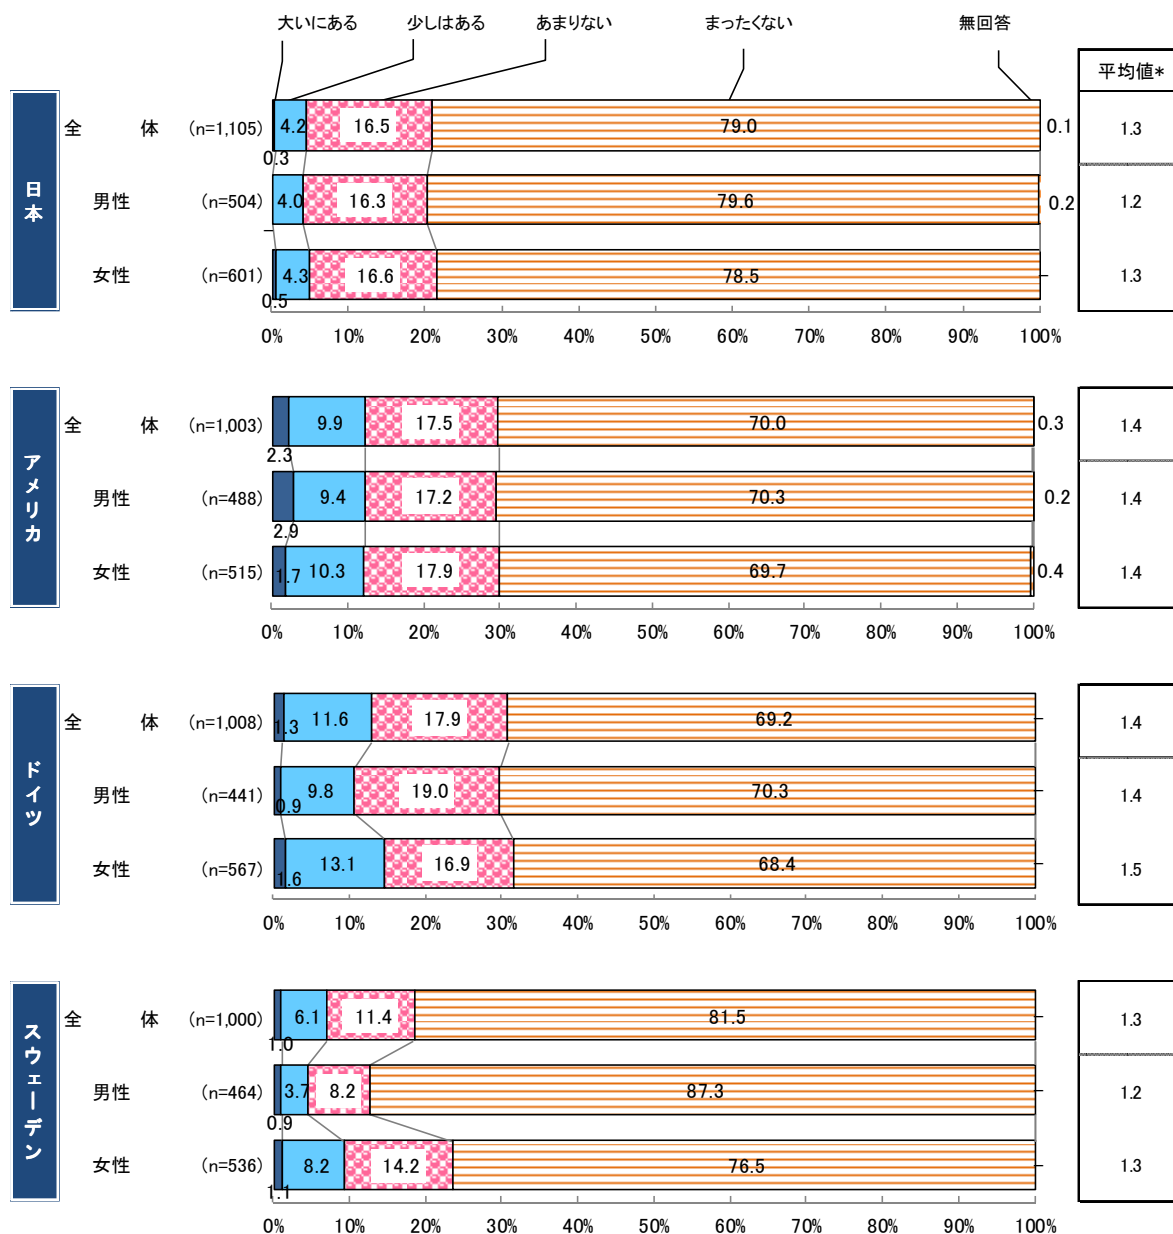 大いにある 少しはある あまりない まったくない 無回答
平均値*
日本
全 体 (n=1,105) 4.2 16.5 79.0 0.1 1.3
0.3
男性 (n=504) 4.0 16.3 79.6 0.2 1.2
–
女性 (n=601) 4.3 16.6 78.5 – 1.3
0.5
0% 10% 20% 30% 40% 50% 60% 70% 80% 90% 100%
アメリカ
全 体 (n=1,003) 9.9 17.5 70.0 0.3 1.4
2.3
男性 (n=488) 9.4 17.2 70.3 0.2 1.4
2.9
女性 (n=515) 1.7 10.3 17.9 69.7 0.4 1.4
0% 10% 20% 30% 40% 50% 60% 70% 80% 90% 100%
ドイツ
全 体 (n=1,008) 1.3 11.6 17.9 69.2 – 1.4
男性 (n=441) 0.9 9.8 19.0 70.3 – 1.4
女性 (n=567) 1.6 13.1 16.9 68.4 – 1.5
0% 10% 20% 30% 40% 50% 60% 70% 80% 90% 100%
スウェーデン
全 体 (n=1,000) 6.1 11.4 81.5 – 1.3
1.0
男性 (n=464) 3.7 8.2 87.3 – 1.2
0.9
女性 (n=536) 8.2 14.2 76.5 – 1.3
1.1
0% 10% 20% 30% 40% 50% 60% 70% 80% 90% 100%